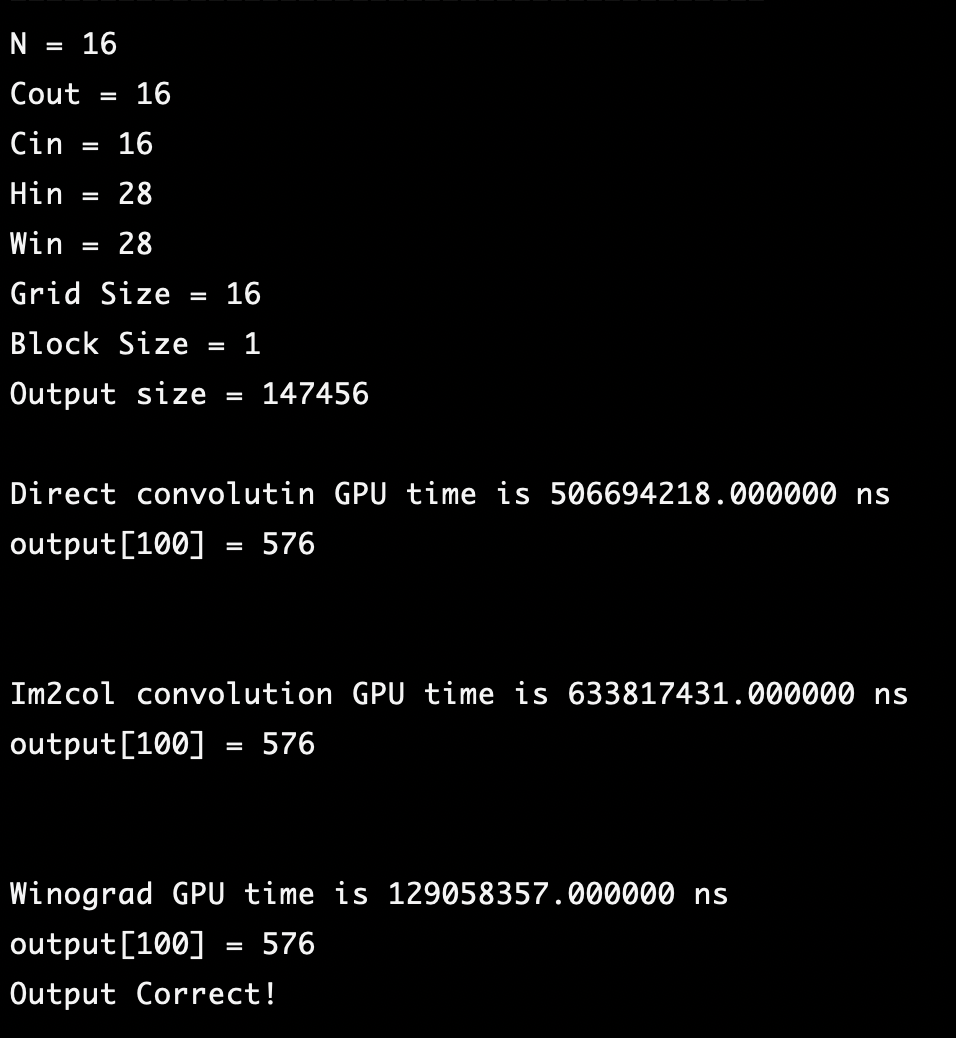 N = 16
Cout = 16
Cin = 16
Hin = 28
Win = 28
Grid Size = 16
Block Size = 1
Output size = 147456
Direct convolutin GPU time is 506694218.000000 ns
output[100] = 576
Im2col convolution GPU time is 633817431.000000 ns
output[100] = 576
Winograd GPU time is 129058357.000000 ns
output[100] = 576
Output Correct!